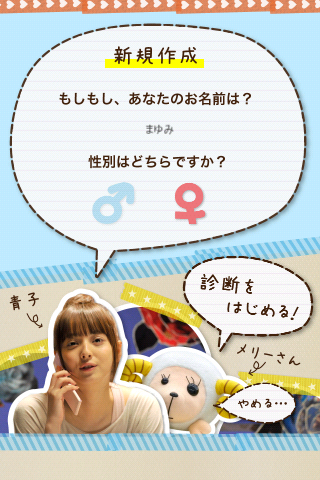 新規作成
もしもし、あなたのお名前は？
まゆみ
性別はどちらですか？
診断を
はじめる！
青子
メリーさん
やめる…